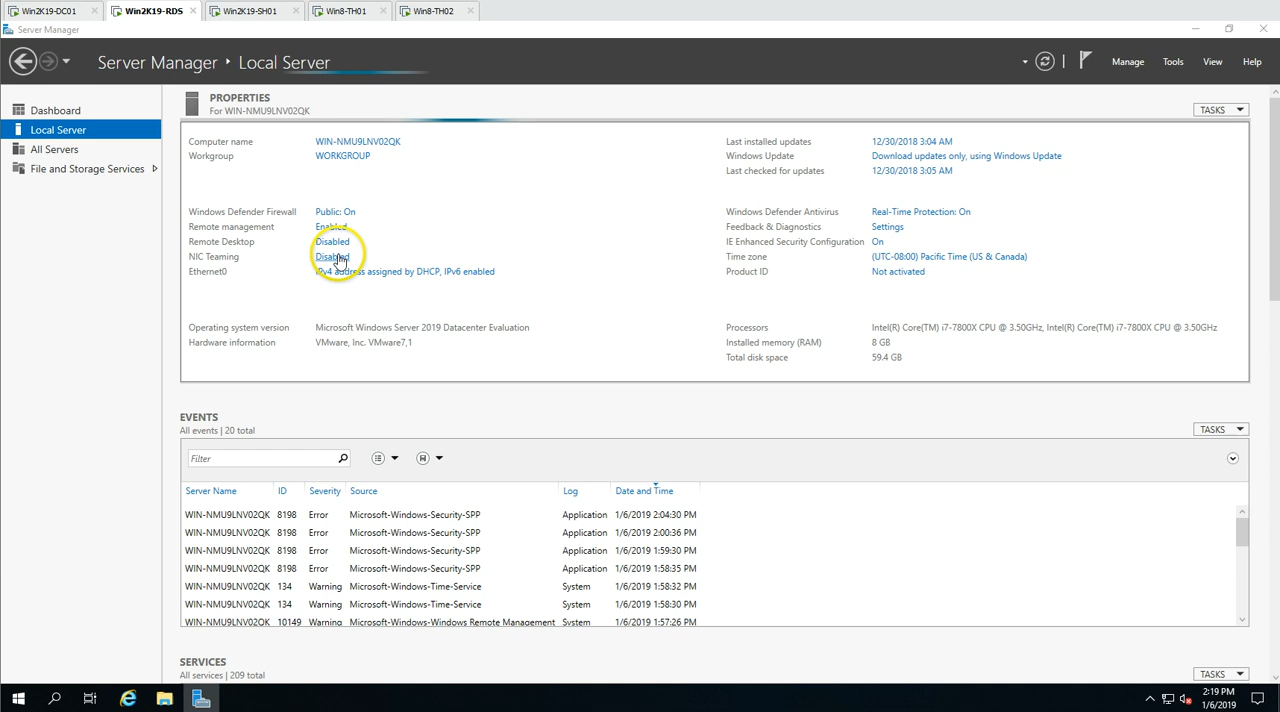 Win2K19-DC01 Win2K19-RDS Win2K19-SH01 Win8-TH01 Win8-TH02
Server Manager
Server Manager • Local Server
Manage Tools View Help
Dashboard
Local Server
All Servers
File and Storage Services
PROPERTIES
For WIN-NMU9LNV02QK
TASKS
Computer name WIN-NMU9LNV02QK
Workgroup WORKGROUP
Last installed updates 12/30/2018 3:04 AM
Windows Update Download updates only, using Windows Update
Last checked for updates 12/30/2018 3:05 AM
Windows Defender Firewall Public: On
Remote management Enabled
Remote Desktop Disabled
NIC Teaming Disabled
Ethernet0 IPv4 address assigned by DHCP, IPv6 enabled
Windows Defender Antivirus Real-Time Protection: On
Feedback & Diagnostics Settings
IE Enhanced Security Configuration On
Time zone (UTC-08:00) Pacific Time (US & Canada)
Product ID Not activated
Operating system version Microsoft Windows Server 2019 Datacenter Evaluation
Hardware information VMware, Inc. VMware7,1
Processors Intel(R) Core(TM) i7-7800X CPU @ 3.50GHz, Intel(R) Core(TM) i7-7800X CPU @ 3.50GHz
Installed memory (RAM) 8 GB
Total disk space 59.4 GB
EVENTS
All events | 20 total
TASKS
Filter
Server Name ID Severity Source Log Date and Time
WIN-NMU9LNV02QK 8198 Error Microsoft-Windows-Security-SPP Application 1/6/2019 2:04:30 PM
WIN-NMU9LNV02QK 8198 Error Microsoft-Windows-Security-SPP Application 1/6/2019 2:00:36 PM
WIN-NMU9LNV02QK 8198 Error Microsoft-Windows-Security-SPP Application 1/6/2019 1:59:30 PM
WIN-NMU9LNV02QK 8198 Error Microsoft-Windows-Security-SPP Application 1/6/2019 1:58:35 PM
WIN-NMU9LNV02QK 134 Warning Microsoft-Windows-Time-Service System 1/6/2019 1:58:32 PM
WIN-NMU9LNV02QK 134 Warning Microsoft-Windows-Time-Service System 1/6/2019 1:58:30 PM
WIN-NMU9LNV02QK 10149 Warning Microsoft-Windows-Windows Remote Management System 1/6/2019 1:57:26 PM
SERVICES
All services | 209 total
TASKS
2:19 PM
1/6/2019